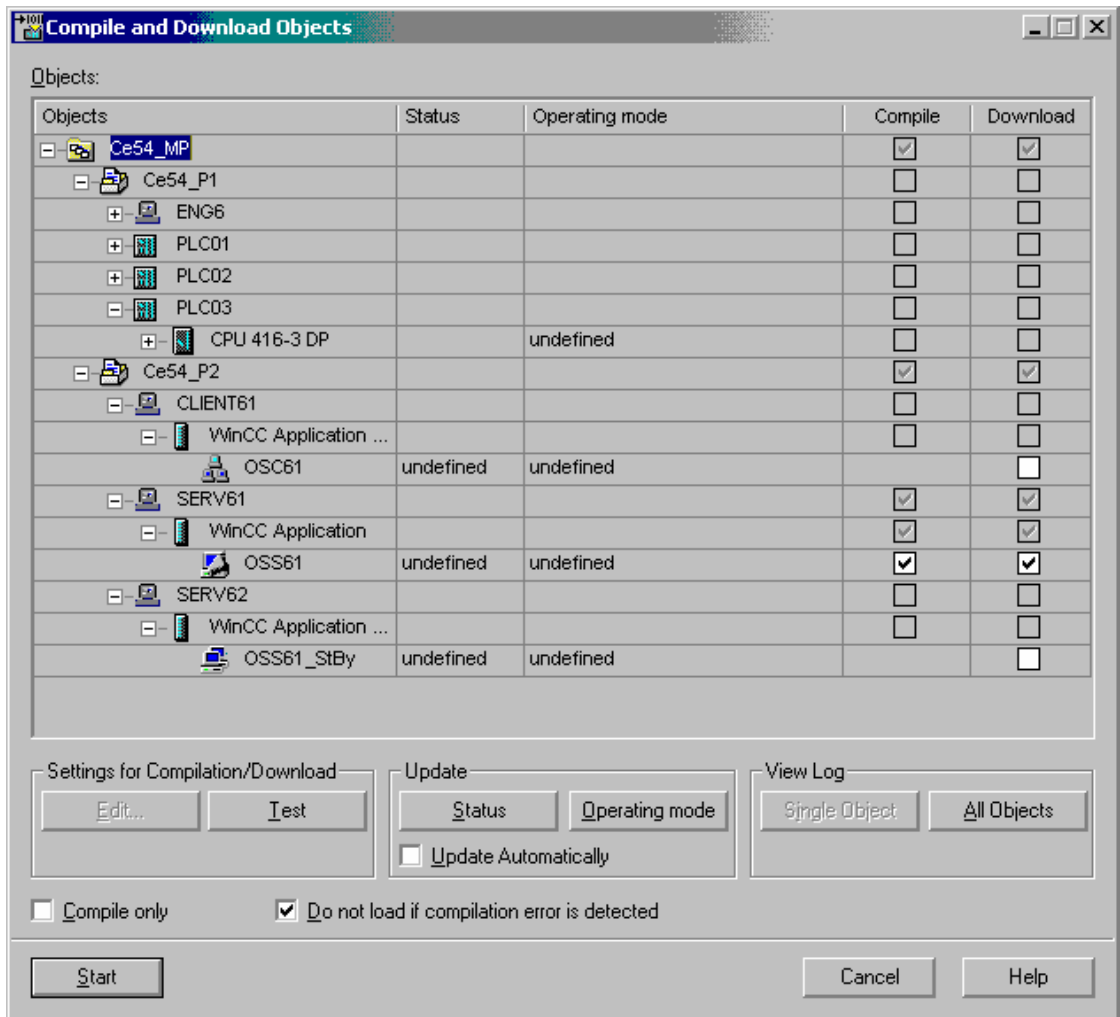 Compile and Download Objects
Objects:
Objects Status Operating mode Compile Download
Ce54_MP
Ce54_P1
ENG6
PLC01
PLC02
PLC03
CPU 416-3 DP undefined
Ce54_P2
CLIENT61
WinCC Application ...
OSC61 undefined undefined
SERV61
WinCC Application
OSS61 undefined undefined
SERV62
WinCC Application ...
OSS61_StBy undefined undefined
Settings for Compilation/Download Update View Log
Edit... Test Status Operating mode Single Object All Objects
Update Automatically
Compile only Do not load if compilation error is detected
Start Cancel Help